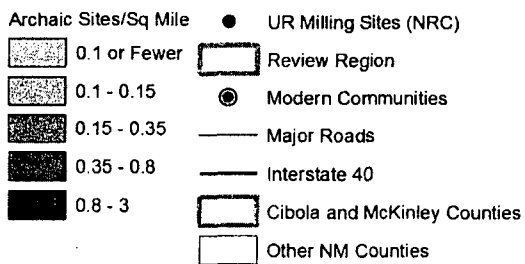 Archaic Sites/Sq Mile
0.1 or Fewer
0.1 - 0.15
0.15 - 0.35
0.35 - 0.8
0.8 - 3
UR Milling Sites (NRC)
Review Region
Modern Communities
Major Roads
Interstate 40
Cibola and McKinley Counties
Other NM Counties